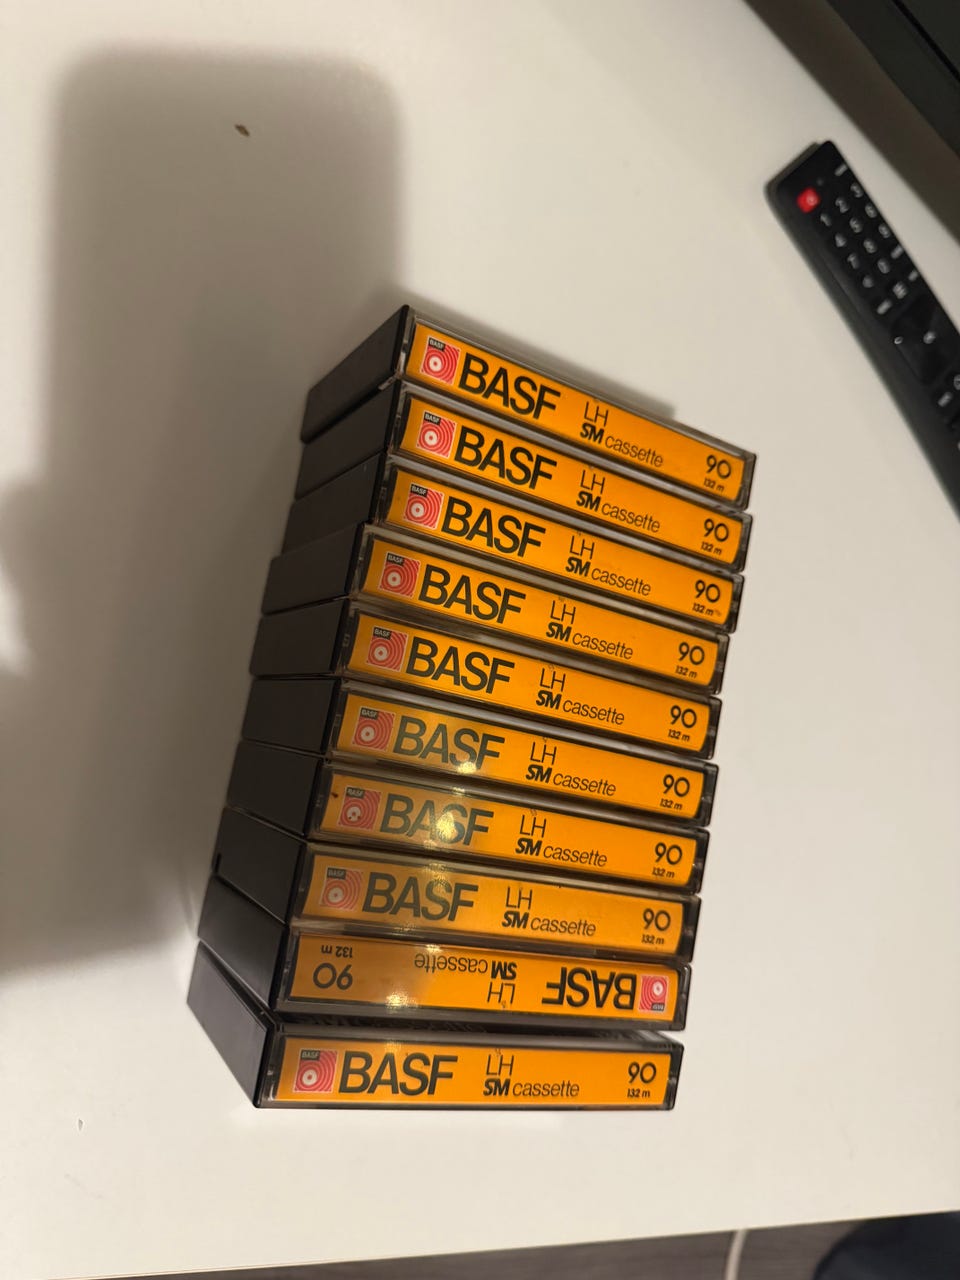 BASF
BASF
LH
SM cassette
90
132 m
BASF
BASF
LH
SM cassette
90
132 m
BASF
BASF
LH
SM cassette
90
132 m
BASF
BASF
LH
SM cassette
90
132 m
BASF
BASF
LH
SM cassette
90
132 m
BASF
BASF
LH
SM cassette
90
132 m
BASF
BASF
LH
SM cassette
90
132 m
BASF
BASF
LH
SM cassette
90
132 m
BASF
BASF
LH
SM cassette
90
132 m
BASF
BASF
LH
SM cassette
90
132 m